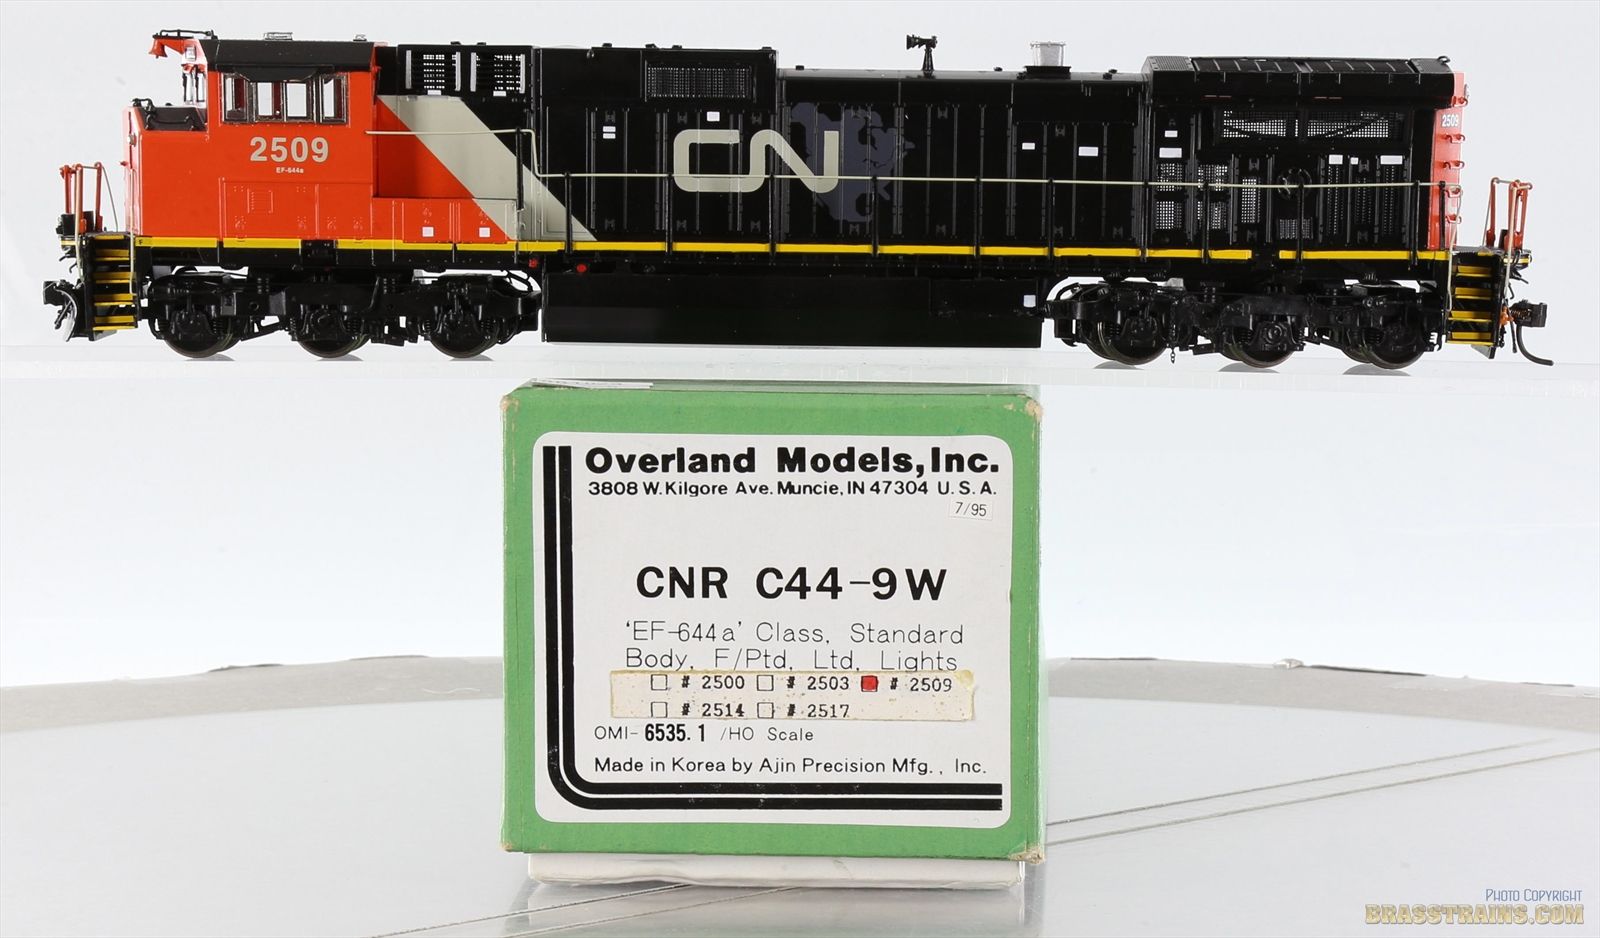 2509
EF-644a
CN
2509
Overland Models, Inc.
3808 W. Kilgore Ave. Muncie, IN 47304 U.S.A.
7/95
CNR C44-9W
'EF-644a' Class, Standard
Body, F/Ptd, Ltd, Lights
# 2500 # 2503 # 2509
# 2514 # 2517
OMI-6535.1 /HO Scale
Made in Korea by Ajin Precision Mfg., Inc.
PHOTO COPYRIGHT
BRASSTRAINS.COM